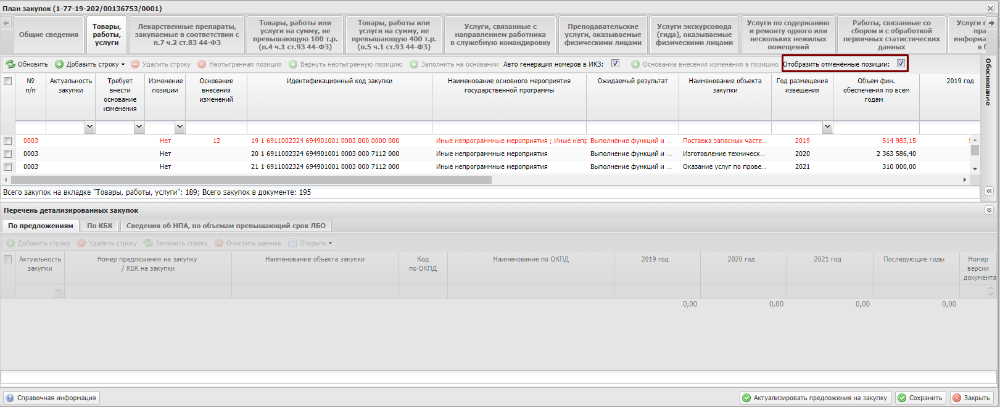 План закупок (1-77-19-202/00136753/0001)
Общие сведения
Товары, работы, услуги
Лекарственные препараты, закупаемые в соответствии с п.7 ч.2 ст.83 44-ФЗ
Товары, работы или услуги на сумму, не превышающую 100 т.р. (п.4 ч.1 ст.93 44-ФЗ)
Товары, работы или услуги на сумму, не превышающую 400 т.р. (п.5 ч.1 ст.93 44-ФЗ)
Услуги, связанные с направлением работника в служебную командировку
Преподавательские услуги, оказываемые физическими лицами
Услуги экскурсовода (гида), оказываемые физическими лицами
Услуги по содержанию и ремонту одного или нескольких нежилых помещений
Работы, связанные со сбором и с обработкой первичных статистических данных
Услуги п пра информа в б
Обновить Добавить строку Удалить строку Неотыгранная позиция Вернуть неотыгранную позицию Заполнить на основании Авто генерация номеров в ИКЗ: Основание внесения изменения в позицию Отобразить отменённые позиции:
Обоснование
№ п/п
Актуальность закупки
Требует внести основание изменения
Изменение позиции
Основание внесения изменений
Идентификационный код закупки
Наименование основного мероприятия государственной программы
Ожидаемый результат
Наименование объекта закупки
Год размещения извещения
Объем фин. обеспечения по всем годам
2019 год
0003 Нет 12 19 1 6911002324 694901001 0003 000 0000 000 Иные непрограммные мероприятия ; Иные непр Выполнение функций и ... Поставка запасных часте... 2019 514 983,15
0003 Нет 20 1 6911002324 694901001 0003 000 7112 000 Иные непрограммные мероприятия Выполнение функций и ... Изготовление техническ... 2020 2 363 586,40
0003 Нет 21 1 6911002324 694901001 0003 000 7112 000 Иные непрограммные мероприятия Выполнение функций и ... Оказание услуг по прове... 2021 310 000,00
Всего закупок на вкладке "Товары, работы, услуги": 189; Всего закупок в документе: 195
Перечень детализированных закупок
По предложениям По КБК Сведения об НПА, по объемам превышающий срок ЛБО
Добавить строку Удалить строку Заменить строку Очистить данные Открыть
Актуальность закупки
Номер предложения на закупку / КБК на закупки
Наименование объекта закупки
Код по ОКПД
Наименование по ОКПД
2019 год
2020 год
2021 год
Последующие годы
Номер версии документа
0,00 0,00 0,00 0,00
Справочная информация Актуализировать предложения на закупку Сохранить Закрыть